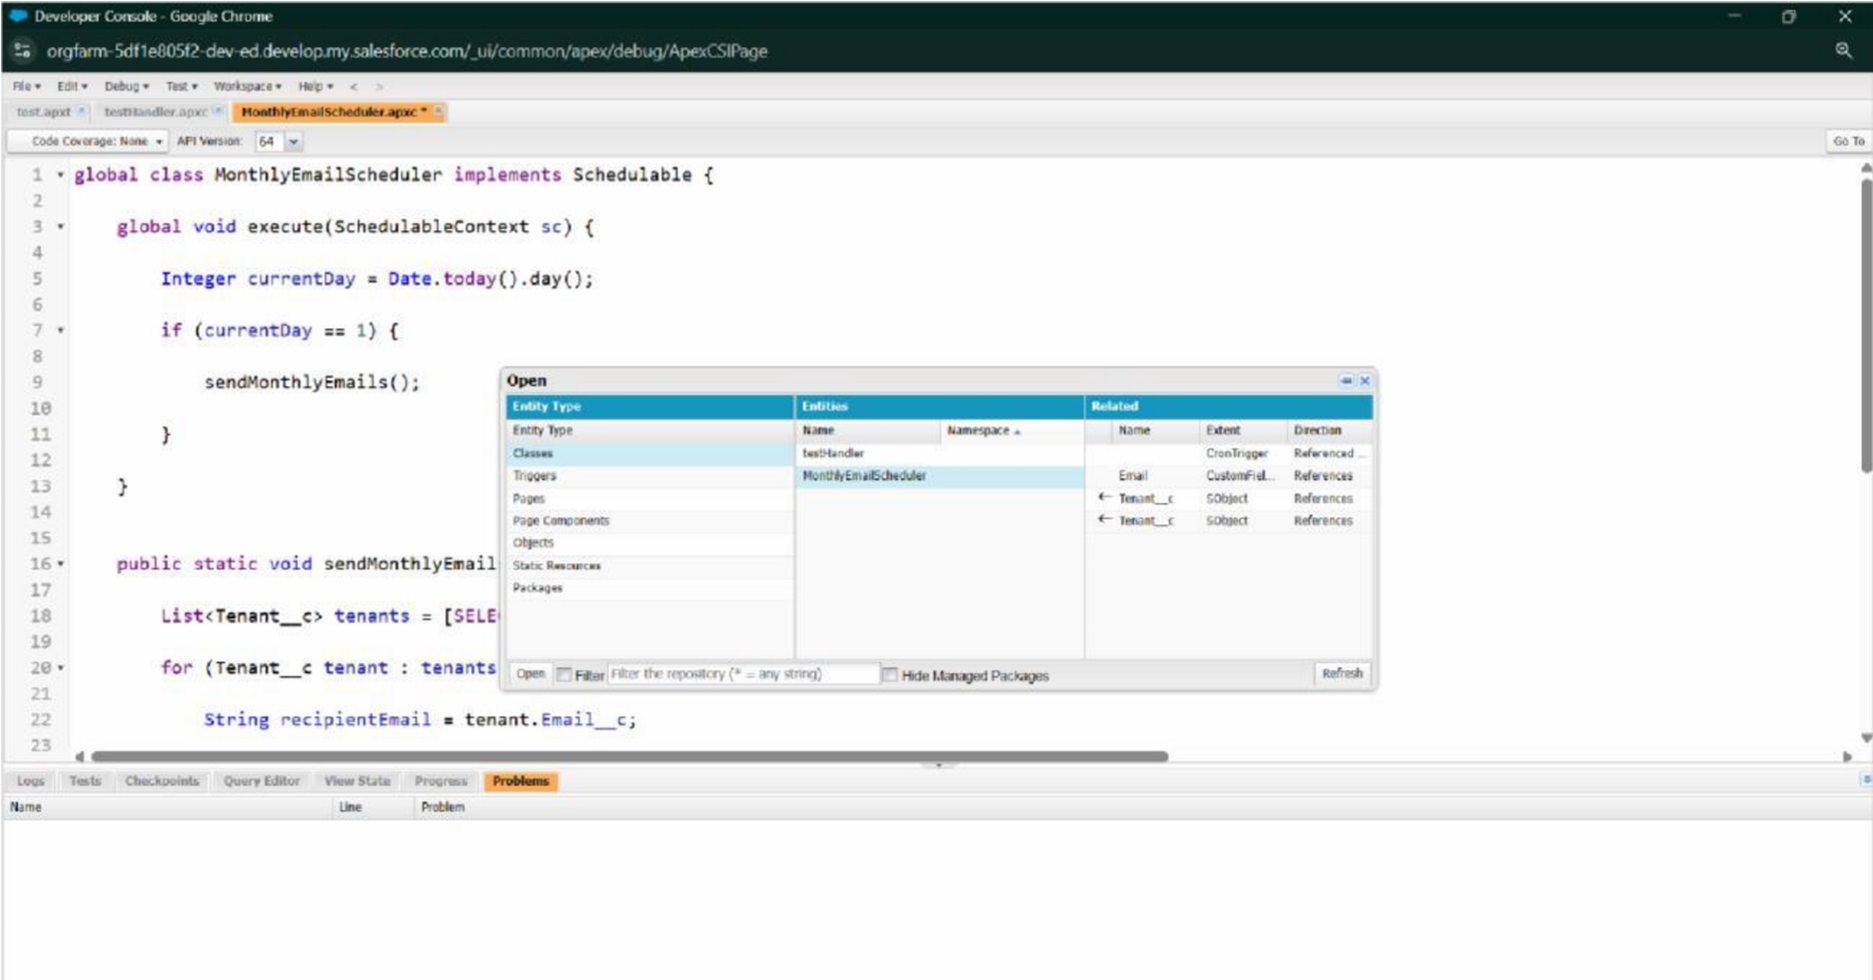 Developer Console - Google Chrome
orgfarm-5df1e805f2-dev-ed.develop.my.salesforce.com/_ui/common/apex/debug/ApexCSIPage
File Edit Debug Test Workspace Help < >
test.apxt testHandler.apxc MonthlyEmailScheduler.apxc *
Code Coverage: None API Version: 64 Go To
1 global class MonthlyEmailScheduler implements Schedulable {
2
3 global void execute(SchedulableContext sc) {
4
5 Integer currentDay = Date.today().day();
6
7 if (currentDay == 1) {
8
9 sendMonthlyEmails();
10
11 }
12
13 }
14
15
16 public static void sendMonthlyEmail
17
18 List<Tenant__c> tenants = [SELE
19
20 for (Tenant__c tenant : tenants
21
22 String recipientEmail = tenant.Email__c;
23
Open
Entity Type Entities Related
Entity Type Name Namespace Name Extent Direction
Classes testHandler CronTrigger Referenced ...
Triggers MonthlyEmailScheduler Email CustomFiel... References
Pages ← Tenant__c SObject References
Page Components ← Tenant__c SObject References
Objects
Static Resources
Packages
Open Filter Filter the repository (* = any string) Hide Managed Packages Refresh
Logs Tests Checkpoints Query Editor View State Progress Problems
Name Line Problem